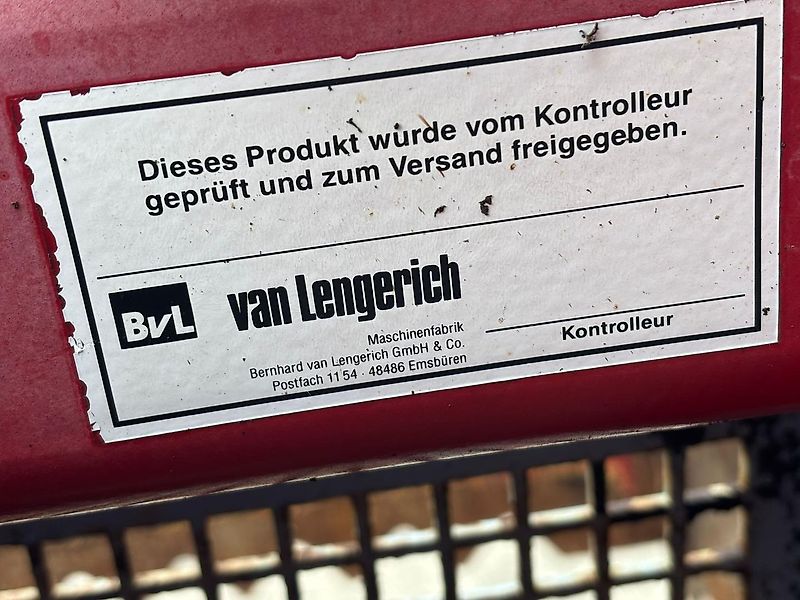 Dieses Produkt wurde vom Kontrolleur
geprüft und zum Versand freigegeben.
BvL
van Lengerich
Maschinenfabrik
Bernhard van Lengerich GmbH & Co.
Postfach 11 54 · 48486 Emsbüren
Kontrolleur